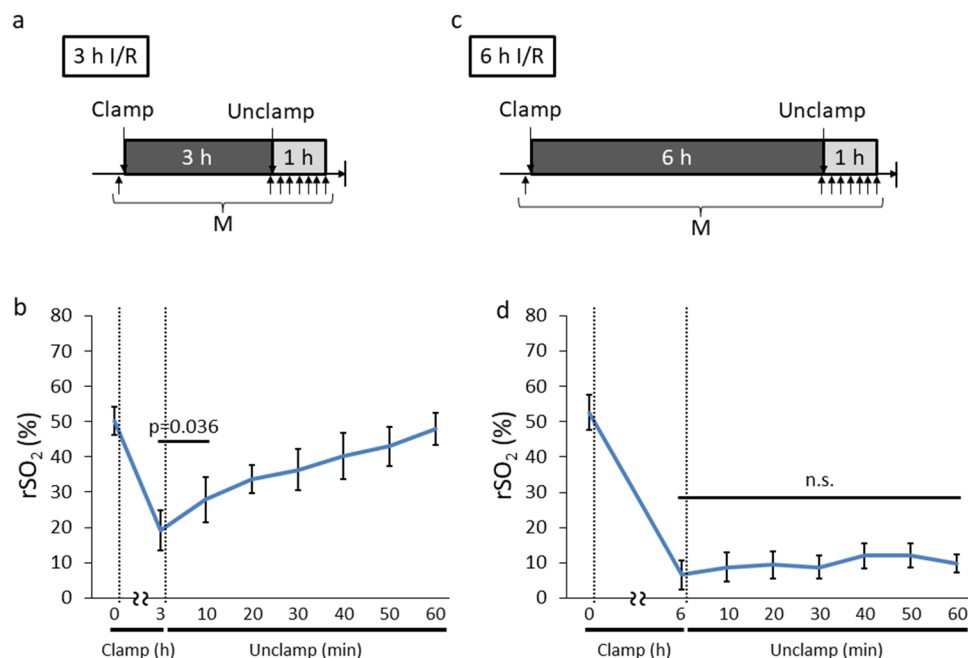 a
3 h I/R
Clamp Unclamp
3 h 1 h
M
c
6 h I/R
Clamp Unclamp
6 h 1 h
M
b
rSO₂ (%)
80
70
60
50
40
30
20
10
0
p=0.036
0 3 10 20 30 40 50 60
Clamp (h) Unclamp (min)
d
rSO₂ (%)
80
70
60
50
40
30
20
10
0
n.s.
0 6 10 20 30 40 50 60
Clamp (h) Unclamp (min)